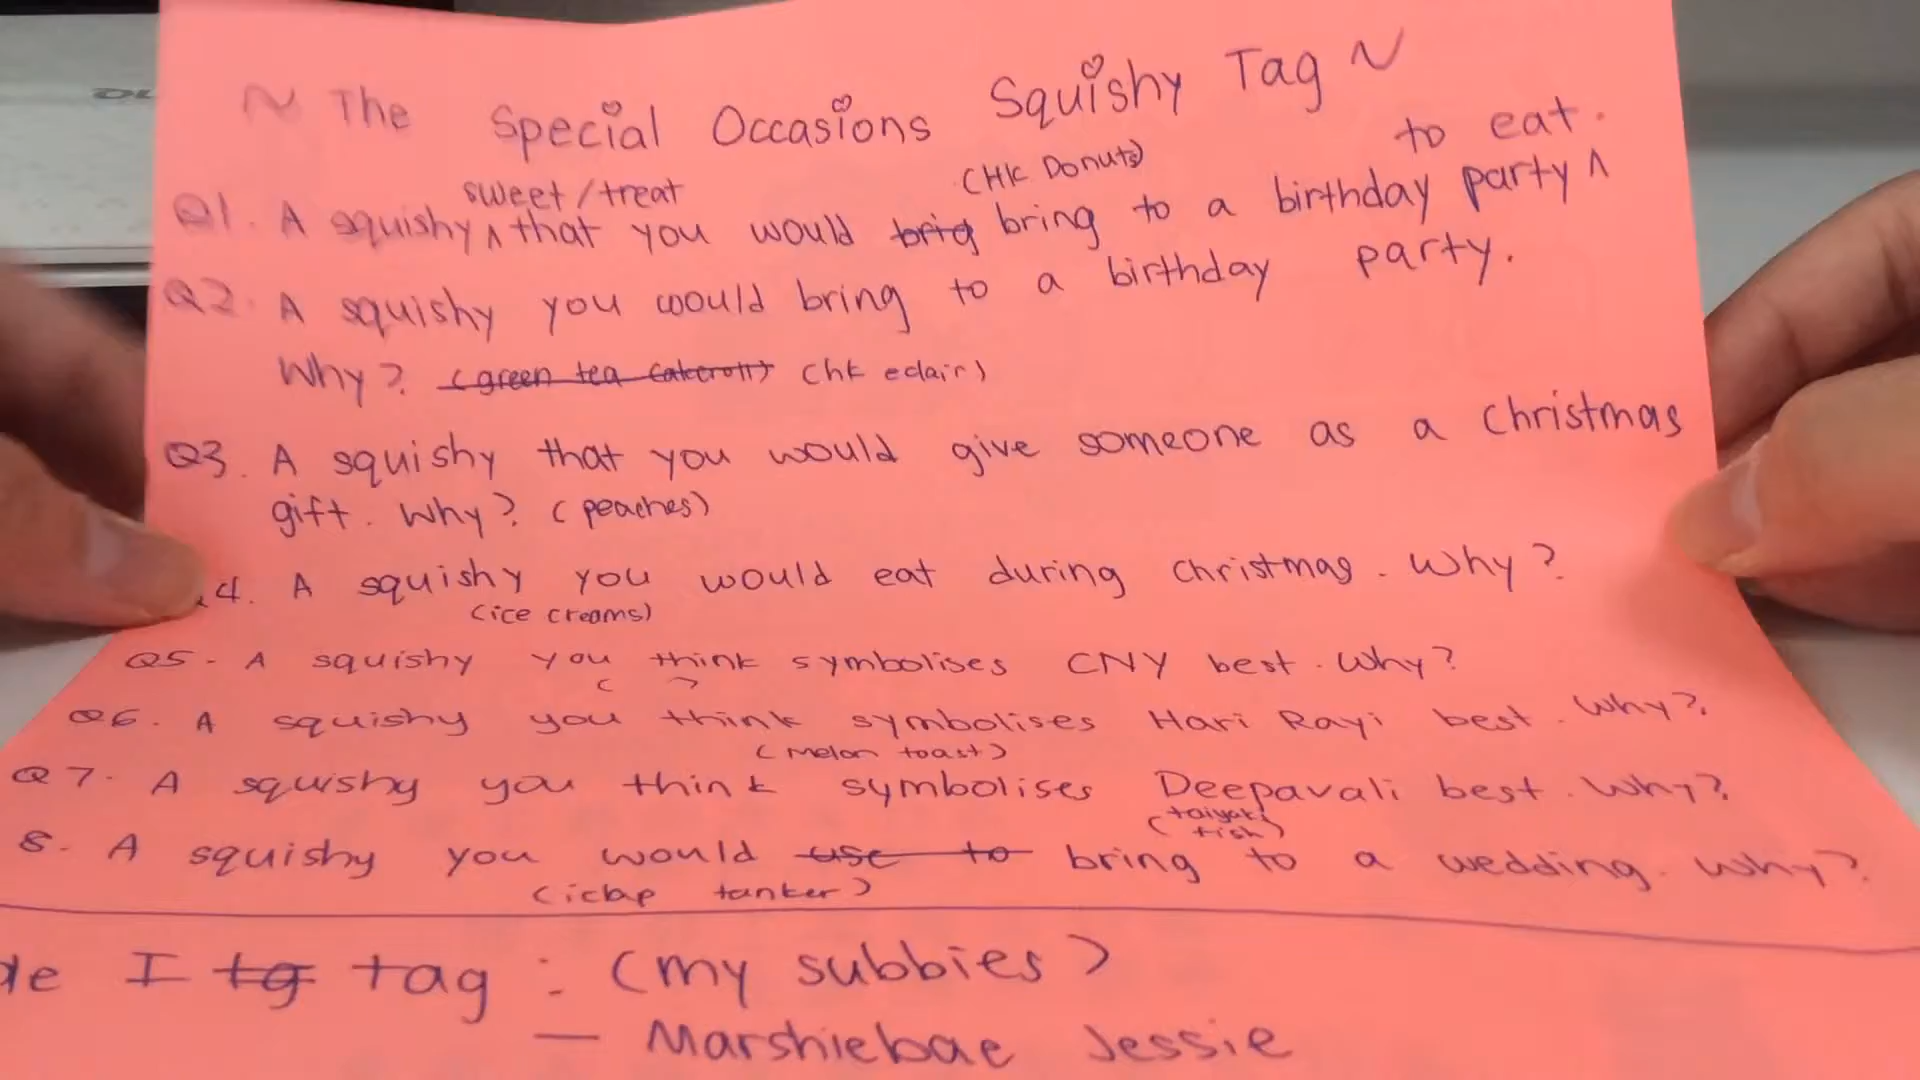 ~ The Special Occasions Squishy Tag ~
Q1. A squishy ^ sweet/treat that you would brig bring to a birthday party ^ to eat.
(CHK Donuts)
Q2. A squishy you would bring to a birthday party.
Why? (green tea cakeroll) Chk eclair)
Q3. A squishy that you would give someone as a Christmas
gift. Why? (peaches)
4. A squishy you would eat during Christmas. Why?
(ice creams)
Q5. A squishy you think symbolises CNY best. Why?
( )
Q6. A squishy you think symbolises Hari Rayi best. Why?
(Melon toast)
Q7. A squishy you think symbolises Deepavali best. Why?
(taiyaki fish)
8. A squishy you would use to bring to a wedding. Why?
(icbap tanker)
I tg tag : (my subbies)
— Marshiebae Jessie